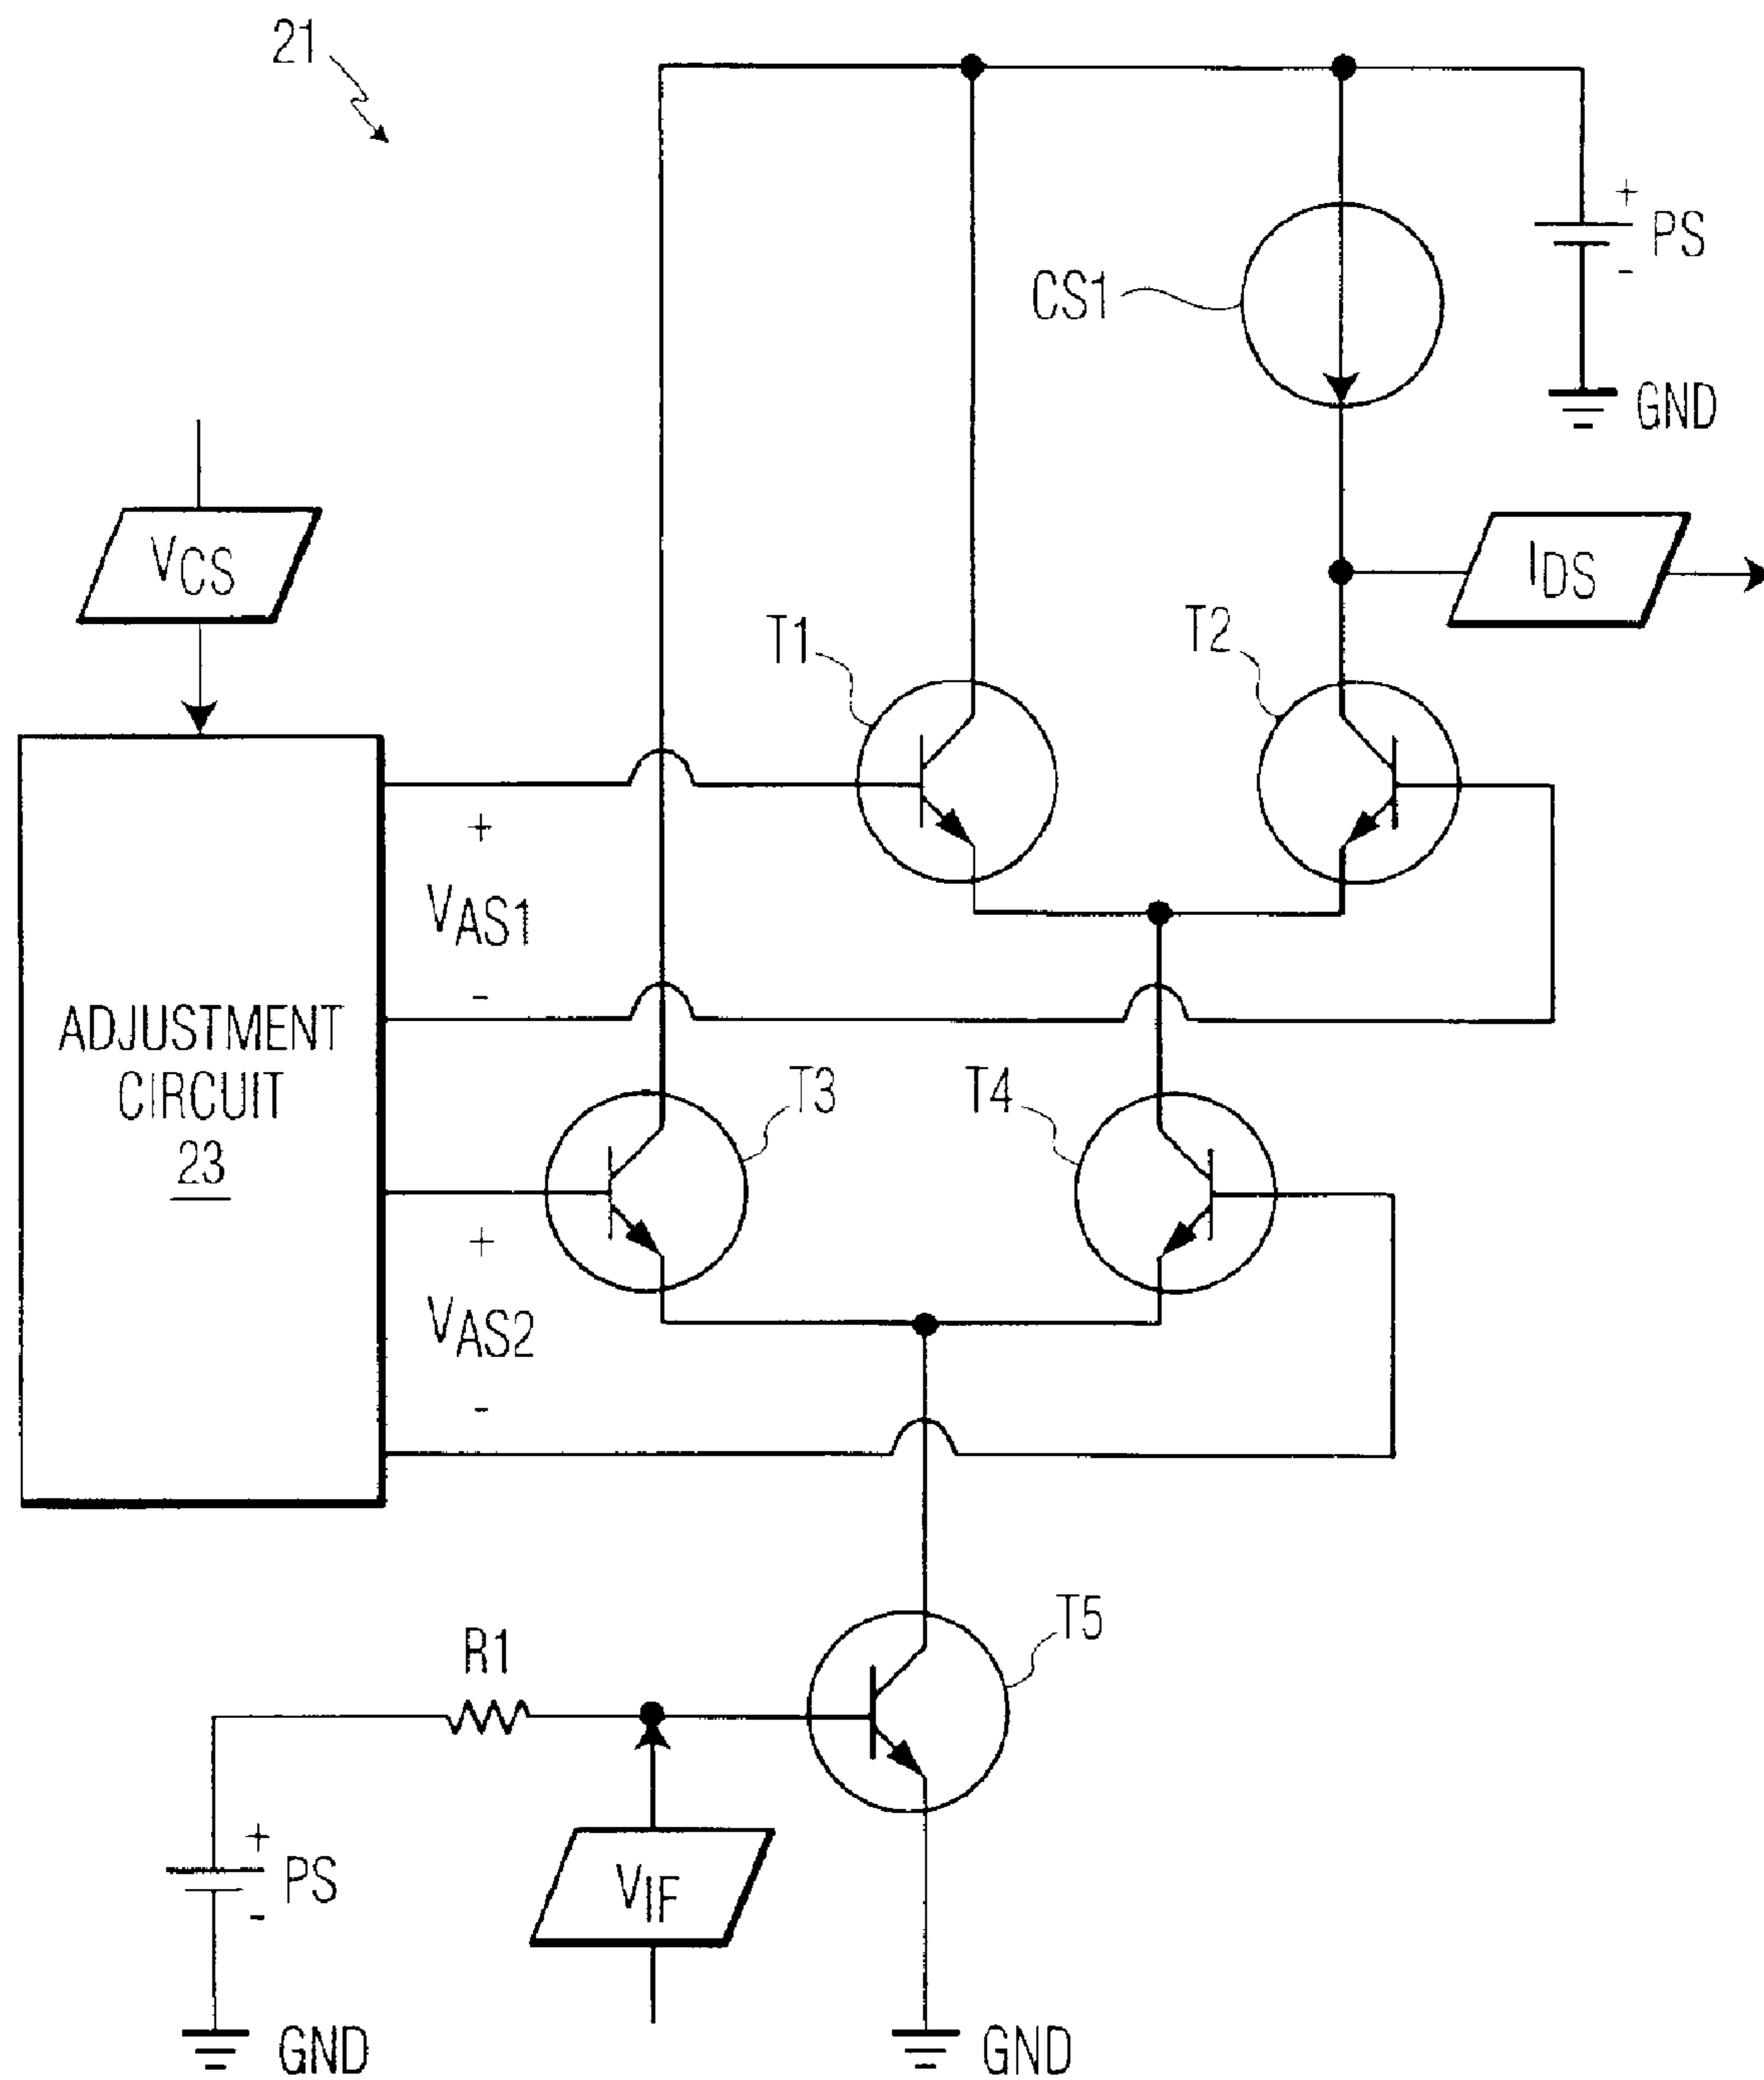 21
+
PS
-
CS1
GND
VCS
IDS
T1
T2
+
VAS1
-
ADJUSTMENT
CIRCUIT
23
T3
T4
+
VAS2
-
T5
R1
+
PS
-
VIF
GND
GND